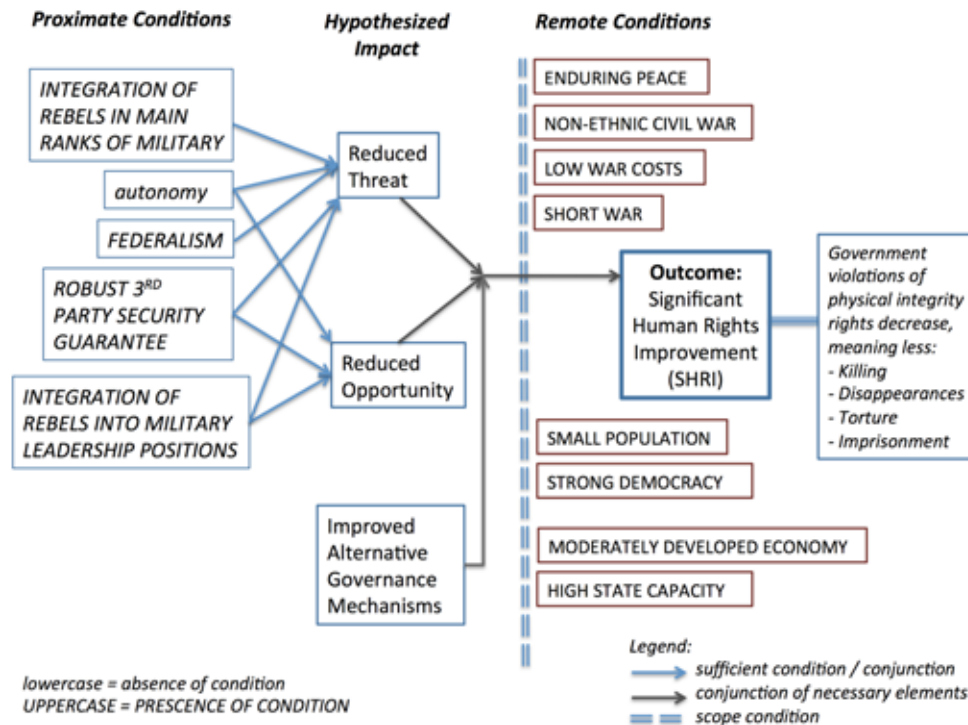 Proximate Conditions
Hypothesized
Impact
Remote Conditions
INTEGRATION OF
REBELS IN MAIN
RANKS OF MILITARY
autonomy
FEDERALISM
ROBUST 3RD
PARTY SECURITY
GUARANTEE
INTEGRATION OF
REBELS INTO MILITARY
LEADERSHIP POSITIONS
Reduced
Threat
Reduced
Opportunity
Improved
Alternative
Governance
Mechanisms
ENDURING PEACE
NON-ETHNIC CIVIL WAR
LOW WAR COSTS
SHORT WAR
Outcome:
Significant
Human Rights
Improvement
(SHRI)
Government
violations of
physical integrity
rights decrease,
meaning less:
- Killing
- Disappearances
- Torture
- Imprisonment
SMALL POPULATION
STRONG DEMOCRACY
MODERATELY DEVELOPED ECONOMY
HIGH STATE CAPACITY
Legend:
sufficient condition / conjunction
conjunction of necessary elements
scope condition
lowercase = absence of condition
UPPERCASE = PRESCENCE OF CONDITION